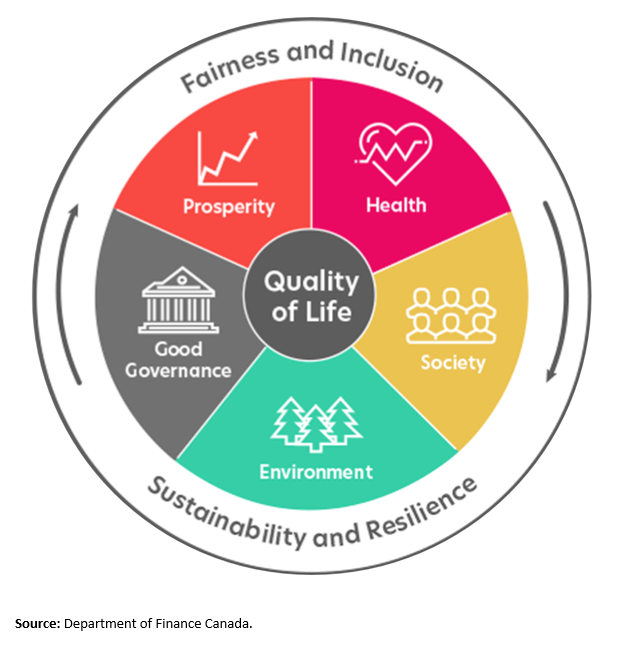 Fairness and Inclusion
Prosperity
Health
Quality
of Life
Good
Governance
Society
Environment
Sustainability and Resilience
Source: Department of Finance Canada.